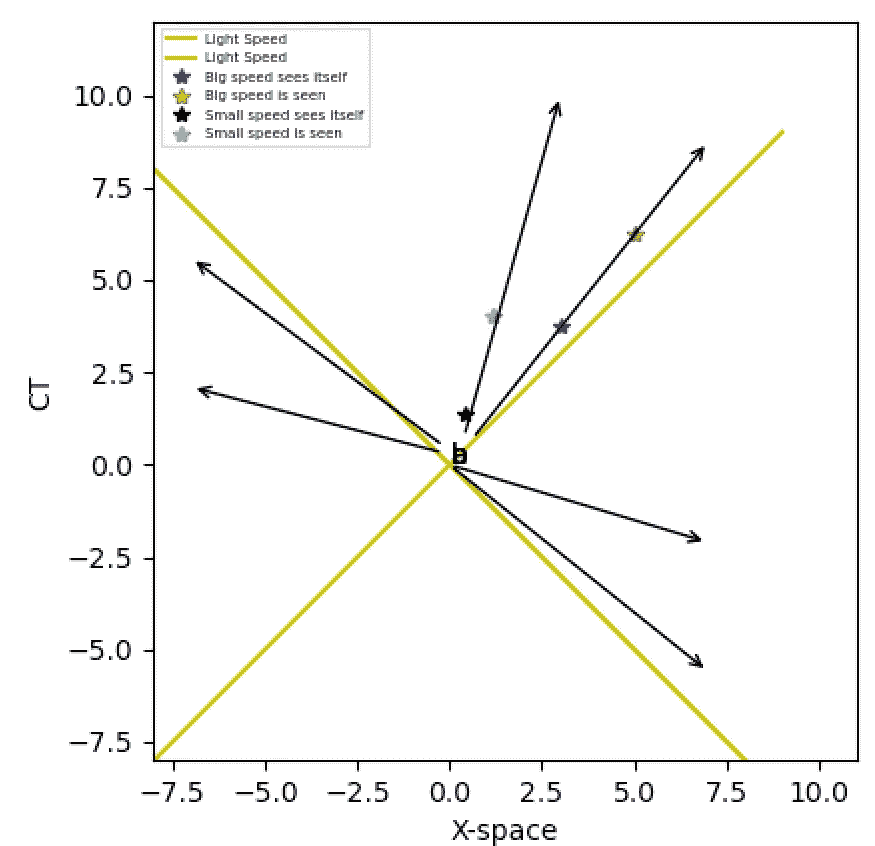 Light Speed
Light Speed
Big speed sees itself
Big speed is seen
Small speed sees itself
Small speed is seen
10.0
7.5
5.0
2.5
0.0
−2.5
−5.0
−7.5
CT
−7.5 −5.0 −2.5 0.0 2.5 5.0 7.5 10.0
X-space